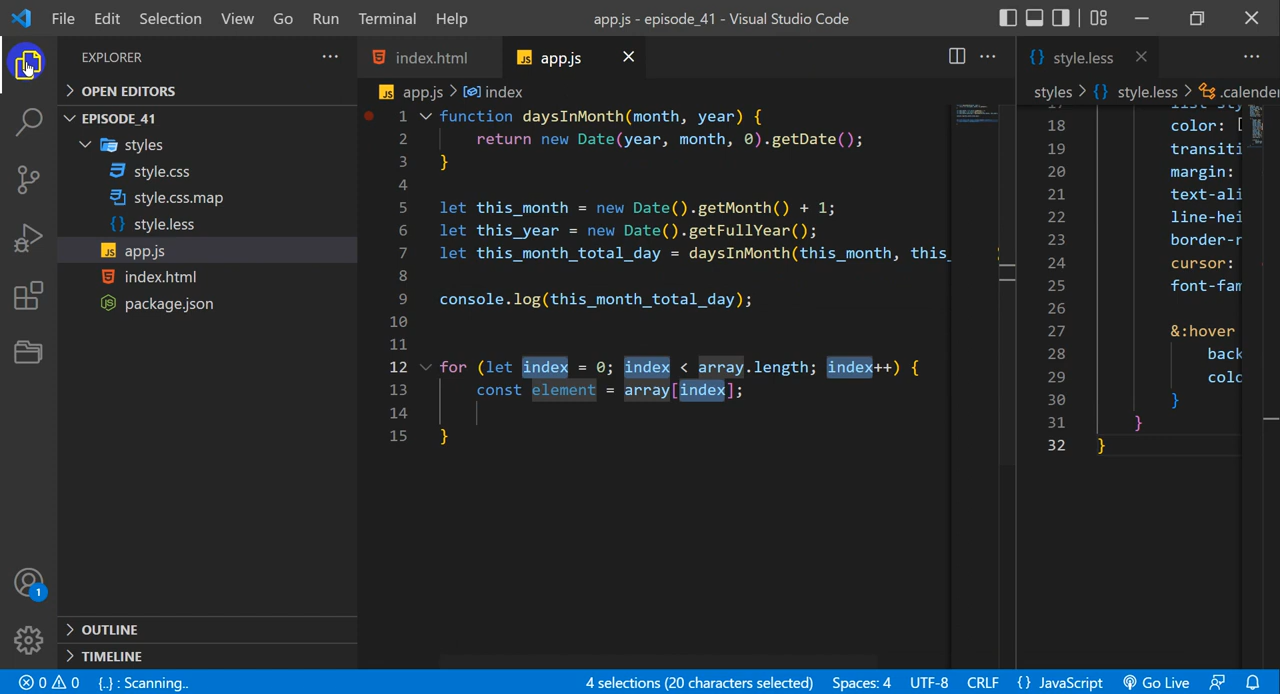 File Edit Selection View Go Run Terminal Help
app.js - episode_41 - Visual Studio Code
EXPLORER
OPEN EDITORS
EPISODE_41
styles
style.css
style.css.map
style.less
app.js
index.html
package.json
OUTLINE
TIMELINE
1
index.html
app.js
app.js > index
1 function daysInMonth(month, year) {
2 return new Date(year, month, 0).getDate();
3 }
4
5 let this_month = new Date().getMonth() + 1;
6 let this_year = new Date().getFullYear();
7 let this_month_total_day = daysInMonth(this_month, this_
8
9 console.log(this_month_total_day);
10
11
12 for (let index = 0; index < array.length; index++) {
13 const element = array[index];
14
15 }
style.less
styles > {} style.less > .calender
18 color: [
19 transiti
20 margin:
21 text-ali
22 line-hei
23 border-r
24 cursor:
25 font-fam
26
27 &:hover
28 back
29 colo
30 }
31 }
32 }
0 0 {..} : Scanning..
4 selections (20 characters selected) Spaces: 4 UTF-8 CRLF {} JavaScript Go Live